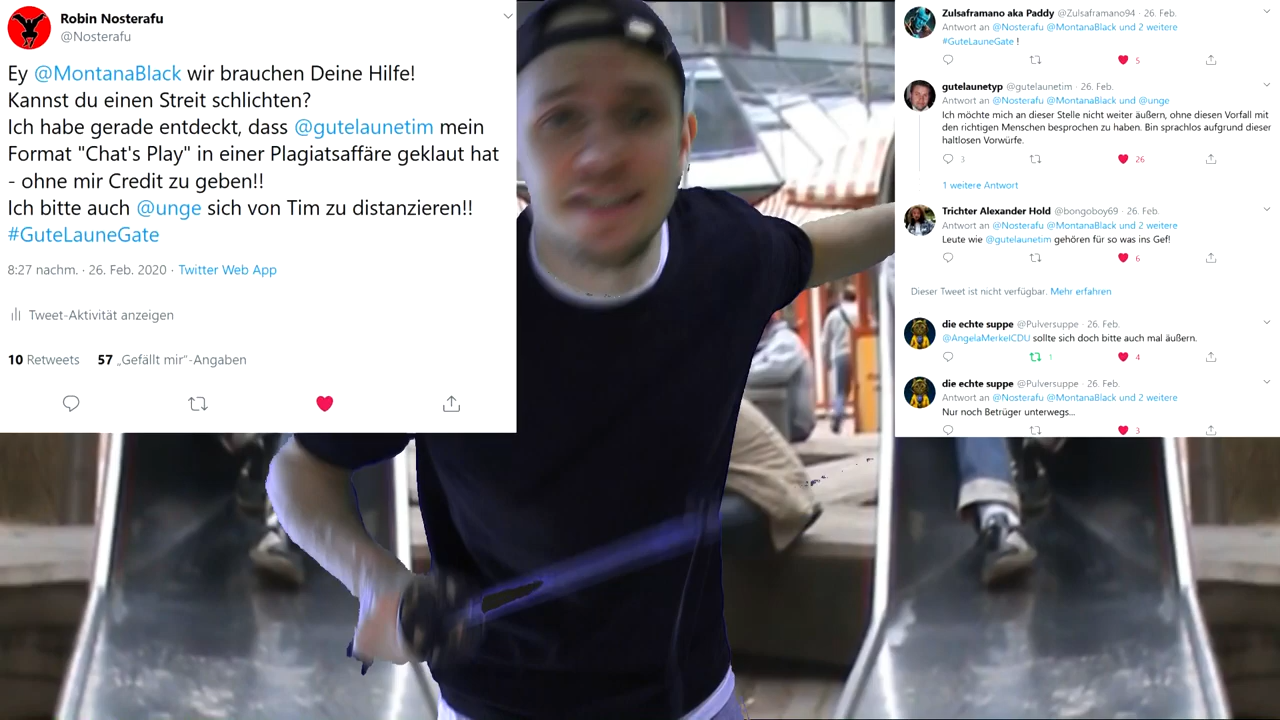 Robin Nosterafu
@Nosterafu
Ey @MontanaBlack wir brauchen Deine Hilfe!
Kannst du einen Streit schlichten?
Ich habe gerade entdeckt, dass @gutelaunetim mein
Format "Chat's Play" in einer Plagiatsaffäre geklaut hat
- ohne mir Credit zu geben!!
Ich bitte auch @unge sich von Tim zu distanzieren!!
#GuteLauneGate
8:27 nachm. · 26. Feb. 2020 · Twitter Web App
Tweet-Aktivität anzeigen
10 Retweets 57 „Gefällt mir“-Angaben
Zulsaframano aka Paddy @Zulsaframano94 · 26. Feb.
Antwort an @Nosterafu @MontanaBlack und 2 weitere
#GuteLauneGate !
5
gutelaunetyp @gutelaunetim · 26. Feb.
Antwort an @Nosterafu @MontanaBlack und @unge
Ich möchte mich an dieser Stelle nicht weiter äußern, ohne diesen Vorfall mit
den richtigen Menschen besprochen zu haben. Bin sprachlos aufgrund dieser
haltlosen Vorwürfe.
3 26
1 weitere Antwort
Trichter Alexander Hold @bongoboy69 · 26. Feb.
Antwort an @Nosterafu @MontanaBlack und 2 weitere
Leute wie @gutelaunetim gehören für so was ins Gef!
6
Dieser Tweet ist nicht verfügbar. Mehr erfahren
die echte suppe @Pulversuppe · 26. Feb.
@AngelaMerkelCDU sollte sich doch bitte auch mal äußern.
1 4
die echte suppe @Pulversuppe · 26. Feb.
Antwort an @Nosterafu @MontanaBlack und 2 weitere
Nur noch Betrüger unterwegs...
3